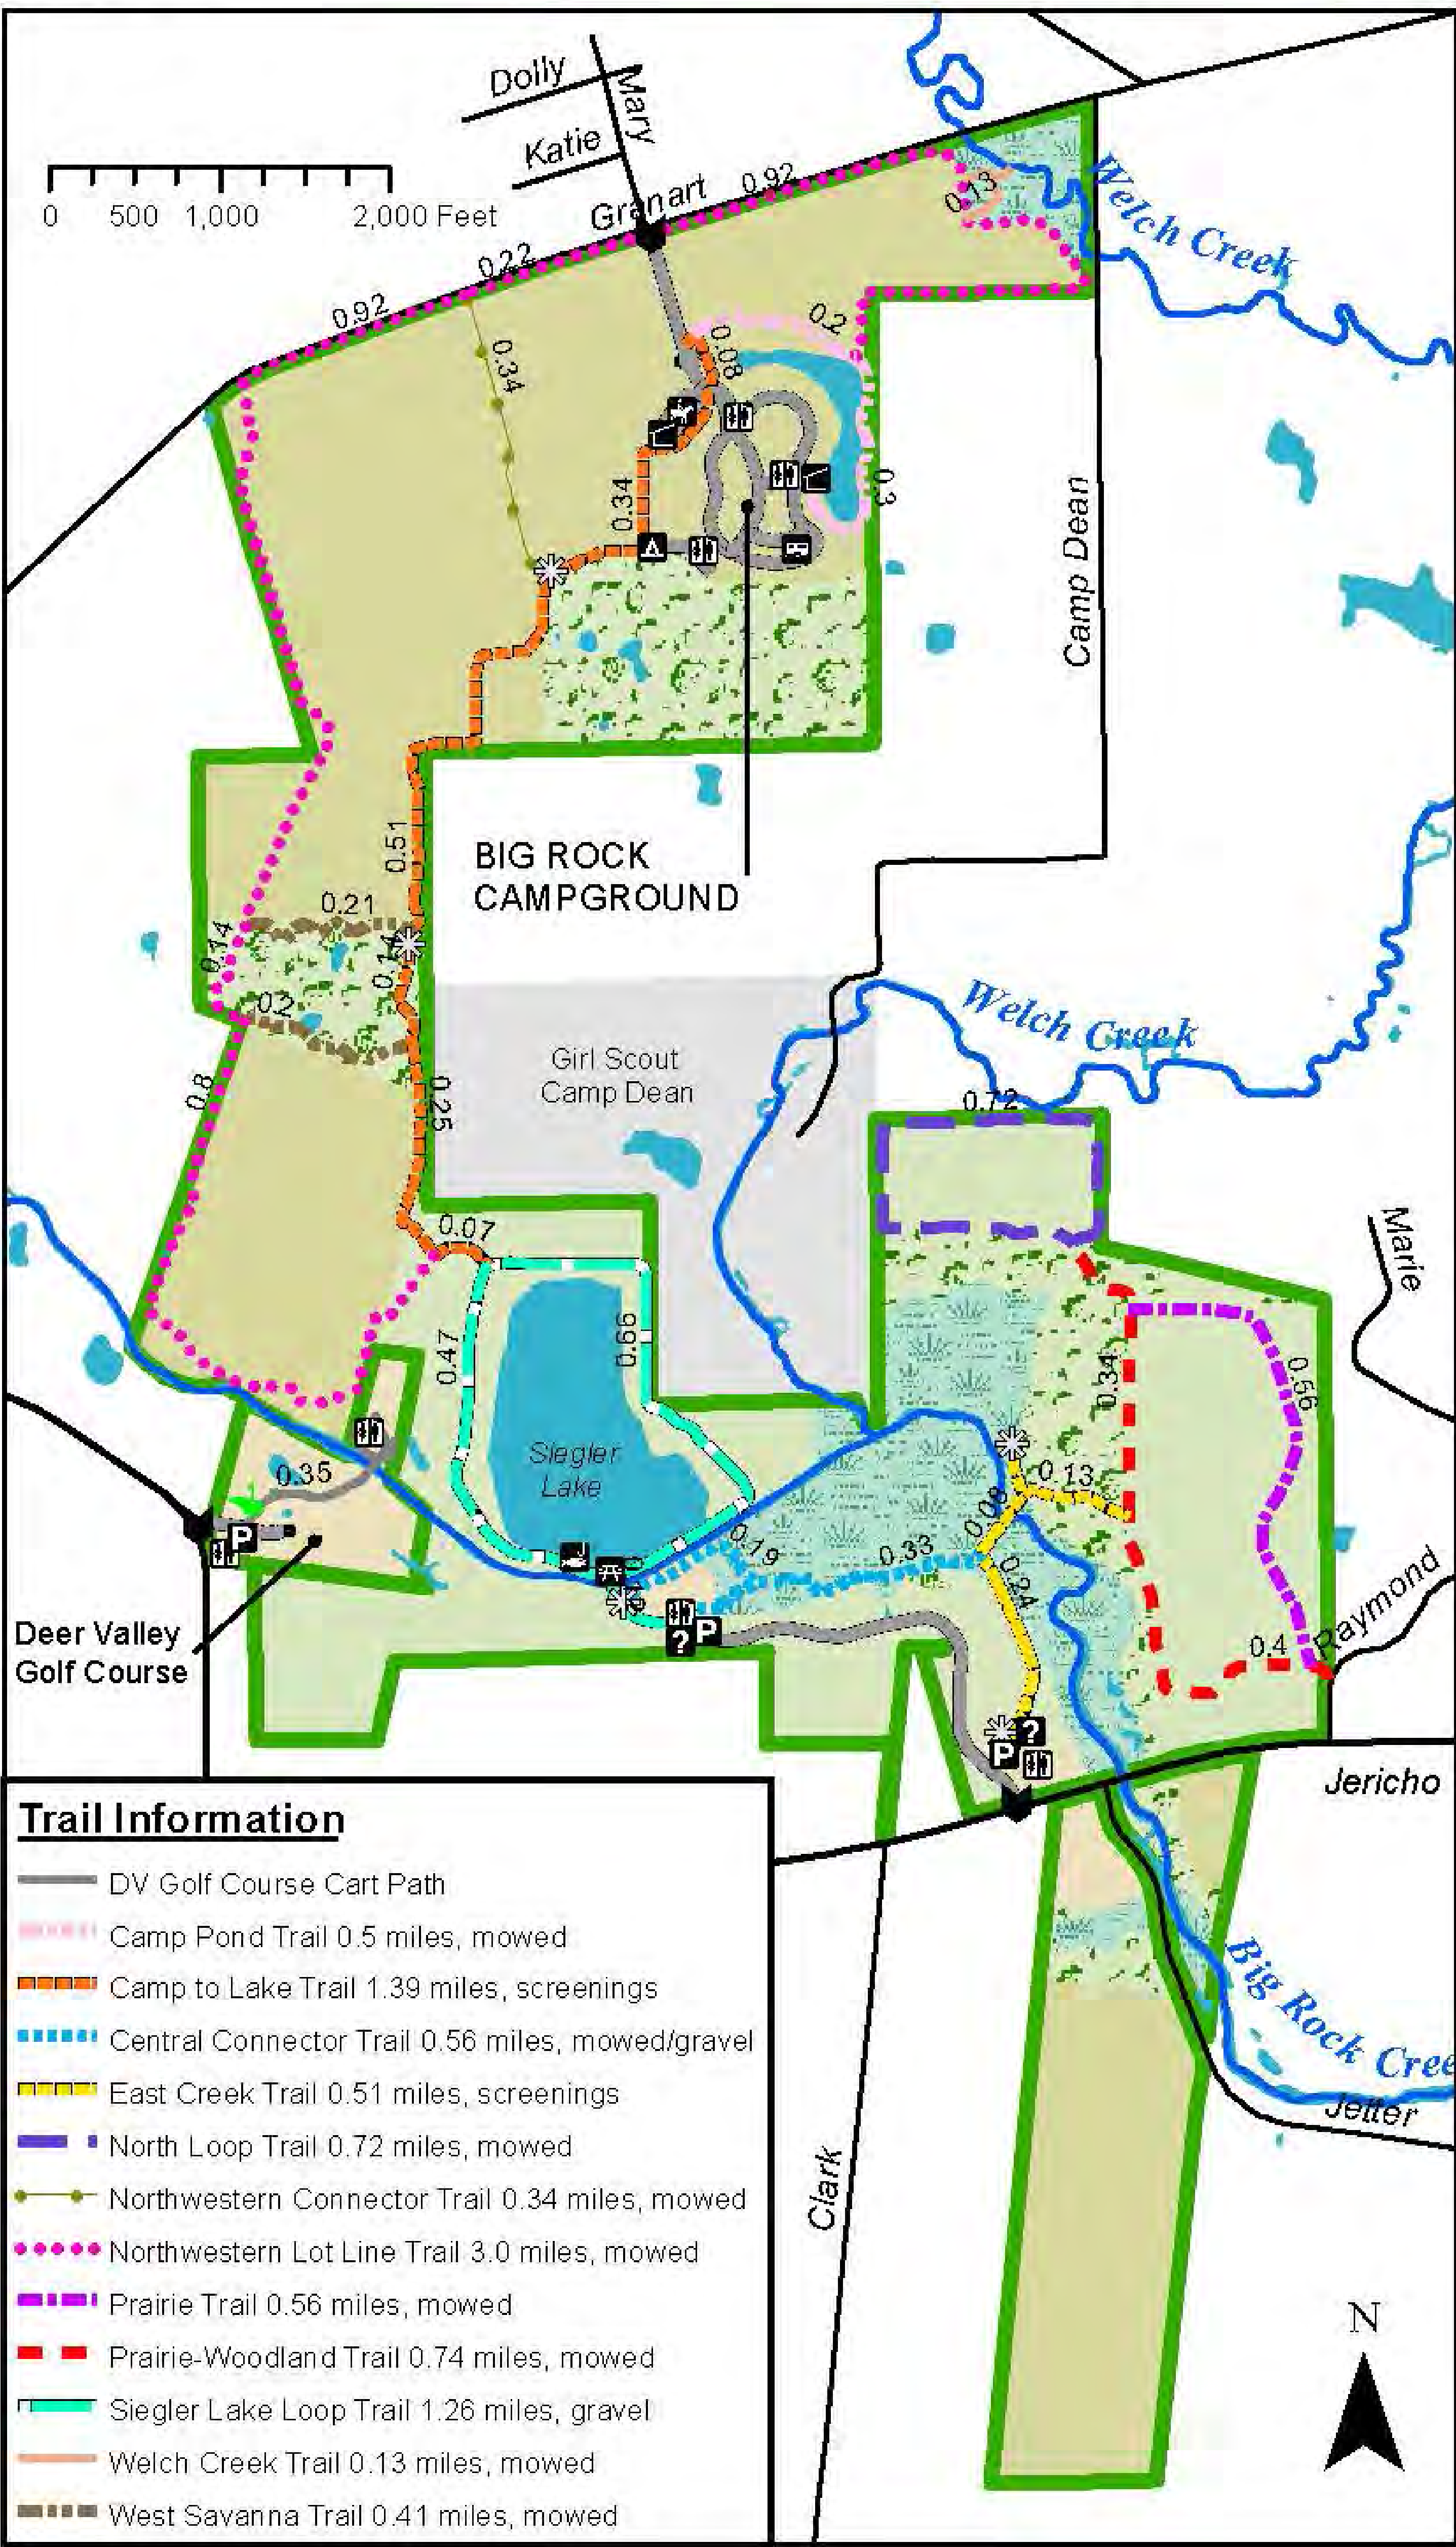 Dolly
Mary
Katie
Granart
0 500 1,000 2,000 Feet
0.92
0.22
0.92
0.13
Welch Creek
0.2
0.08
0.34
0.34
0.3
Camp Dean
BIG ROCK
CAMPGROUND
0.51
0.21
0.14
0.14
0.2
Girl Scout
Camp Dean
Welch Creek
0.8
0.25
0.72
0.07
Marie
0.47
0.66
0.34
0.56
Siegler
Lake
0.35
0.13
0.08
0.19
0.33
0.24
P
P
?
0.4
Raymond
Deer Valley
Golf Course
?
P
Jericho
Trail Information
DV Golf Course Cart Path
Camp Pond Trail 0.5 miles, mowed
Camp to Lake Trail 1.39 miles, screenings
Central Connector Trail 0.56 miles, mowed/gravel
East Creek Trail 0.51 miles, screenings
North Loop Trail 0.72 miles, mowed
Northwestern Connector Trail 0.34 miles, mowed
Northwestern Lot Line Trail 3.0 miles, mowed
Prairie Trail 0.56 miles, mowed
Prairie-Woodland Trail 0.74 miles, mowed
Siegler Lake Loop Trail 1.26 miles, gravel
Welch Creek Trail 0.13 miles, mowed
West Savanna Trail 0.41 miles, mowed
Big Rock Cree
Jetter
Clark
N